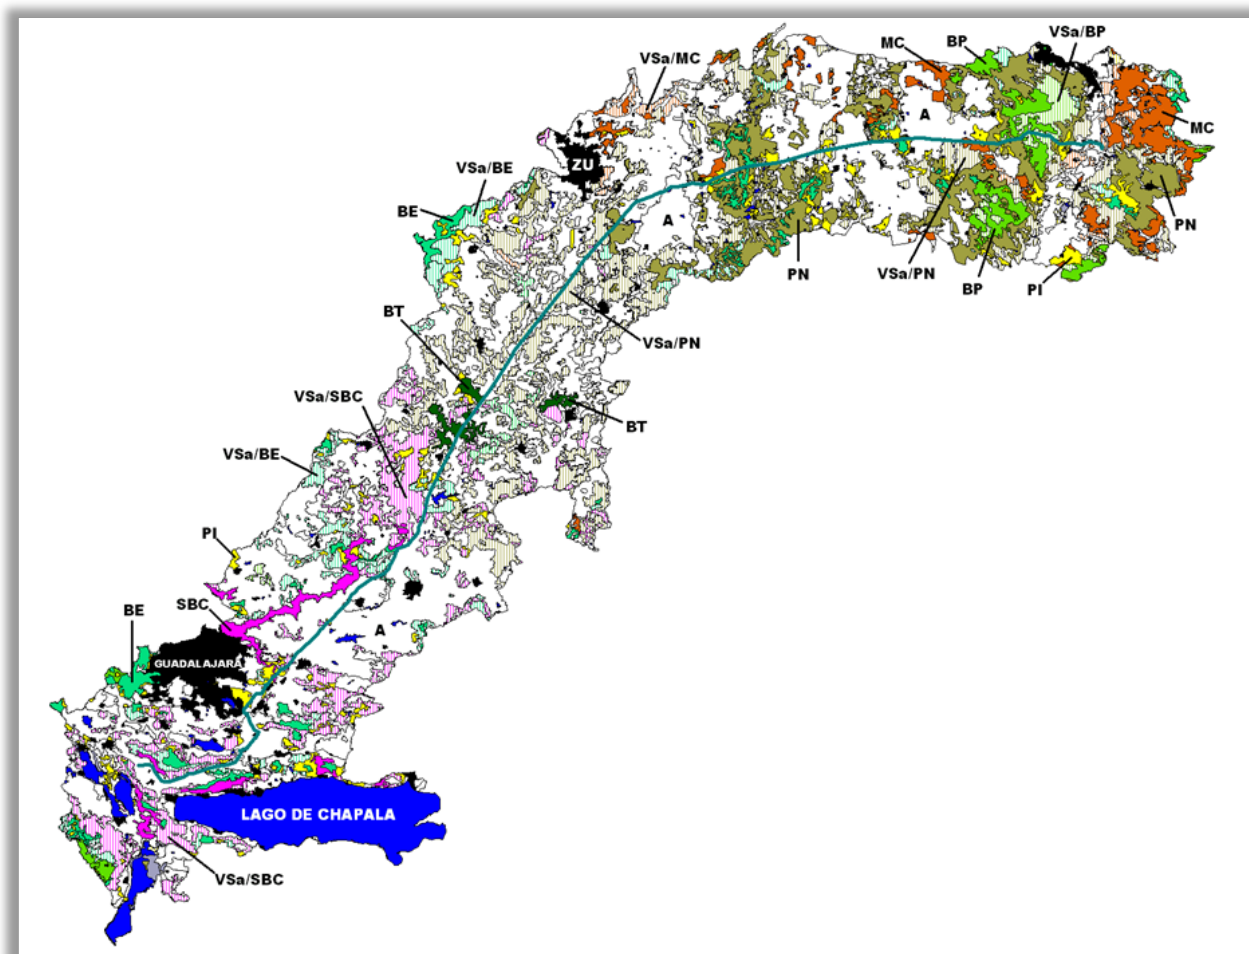 VSa/BP
MC
BP
VSa/MC
A
MC
ZU
VSa/BE
BE
A
PN
PN
VSa/PN
BP
PI
BT
VSa/PN
VSa/SBC
BT
VSa/BE
PI
SBC
BE
A
GUADALAJARA
LAGO DE CHAPALA
VSa/SBC